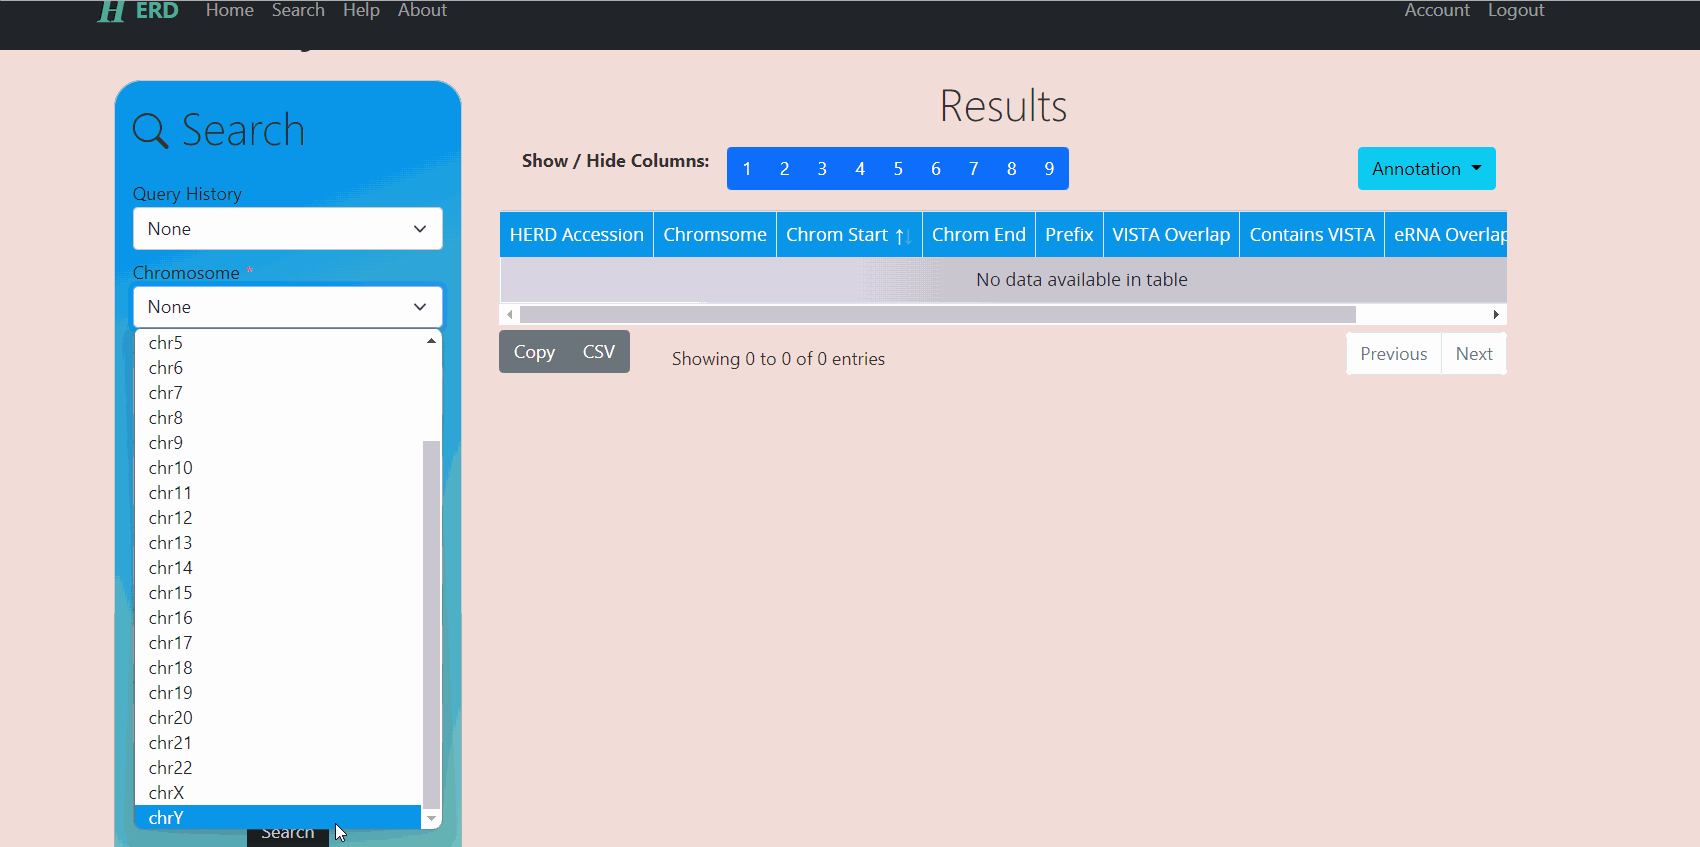 H ERD Home Search Help About Account Logout
Search
Query History
None
Chromosome *
None
chr5
chr6
chr7
chr8
chr9
chr10
chr11
chr12
chr13
chr14
chr15
chr16
chr17
chr18
chr19
chr20
chr21
chr22
chrX
chrY
Search
Results
Show / Hide Columns: 1 2 3 4 5 6 7 8 9 Annotation
HERD Accession Chromsome Chrom Start Chrom End Prefix VISTA Overlap Contains VISTA eRNA Overlap
No data available in table
Copy CSV Showing 0 to 0 of 0 entries Previous Next